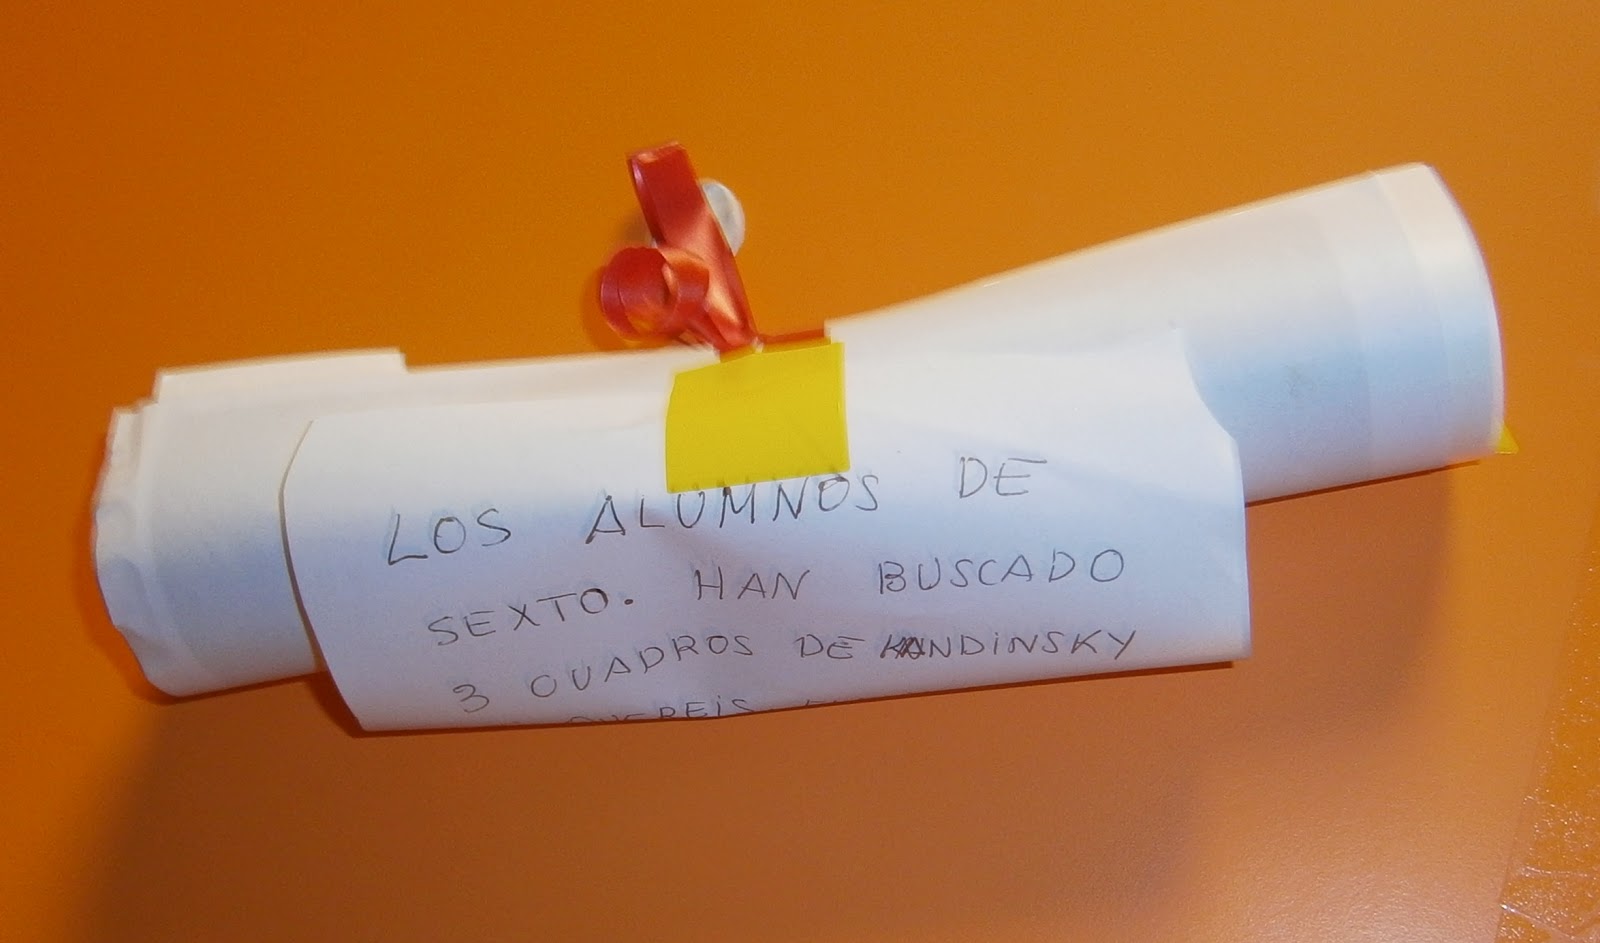 LOS ALUMNOS DE
SEXTO. HAN BUSCADO
3 CUADROS DE KANDINSKY